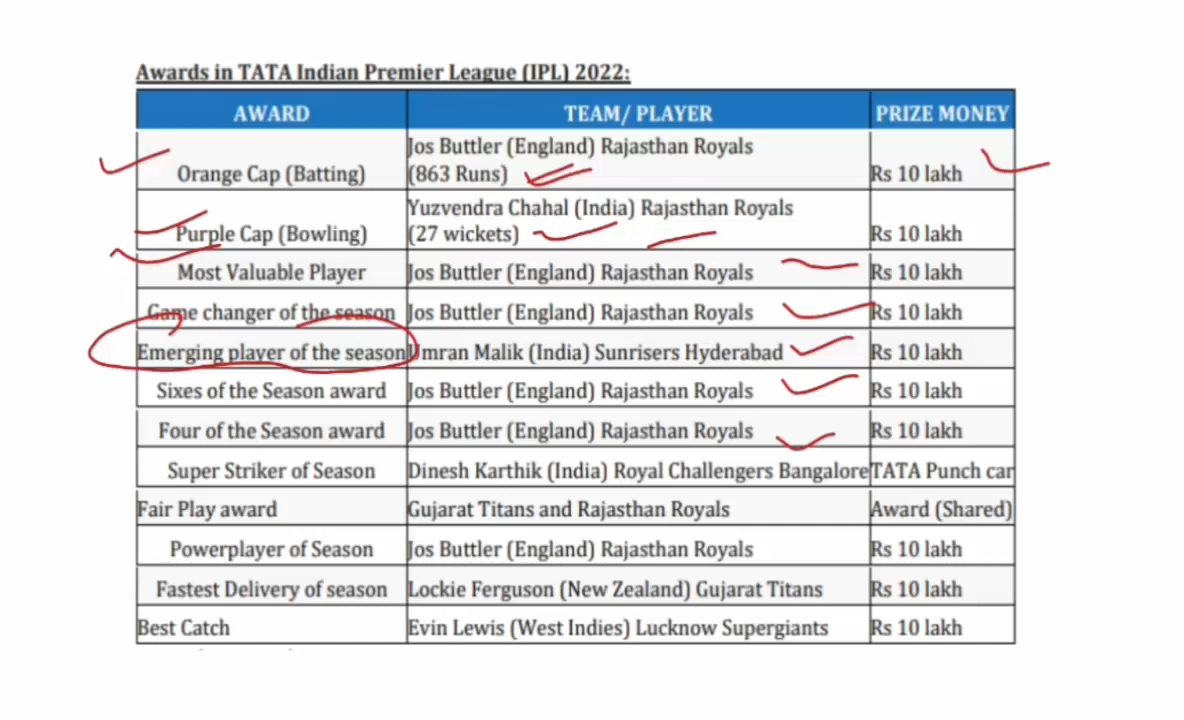 Awards in TATA Indian Premier League (IPL) 2022:
AWARD TEAM/ PLAYER PRIZE MONEY
Jos Buttler (England) Rajasthan Royals
Orange Cap (Batting) (863 Runs) Rs 10 lakh
Yuzvendra Chahal (India) Rajasthan Royals
Purple Cap (Bowling) (27 wickets) Rs 10 lakh
Most Valuable Player Jos Buttler (England) Rajasthan Royals Rs 10 lakh
Game changer of the season Jos Buttler (England) Rajasthan Royals Rs 10 lakh
Emerging player of the season Umran Malik (India) Sunrisers Hyderabad Rs 10 lakh
Sixes of the Season award Jos Buttler (England) Rajasthan Royals Rs 10 lakh
Four of the Season award Jos Buttler (England) Rajasthan Royals Rs 10 lakh
Super Striker of Season Dinesh Karthik (India) Royal Challengers Bangalore TATA Punch car
Fair Play award Gujarat Titans and Rajasthan Royals Award (Shared)
Powerplayer of Season Jos Buttler (England) Rajasthan Royals Rs 10 lakh
Fastest Delivery of season Lockie Ferguson (New Zealand) Gujarat Titans Rs 10 lakh
Best Catch Evin Lewis (West Indies) Lucknow Supergiants Rs 10 lakh